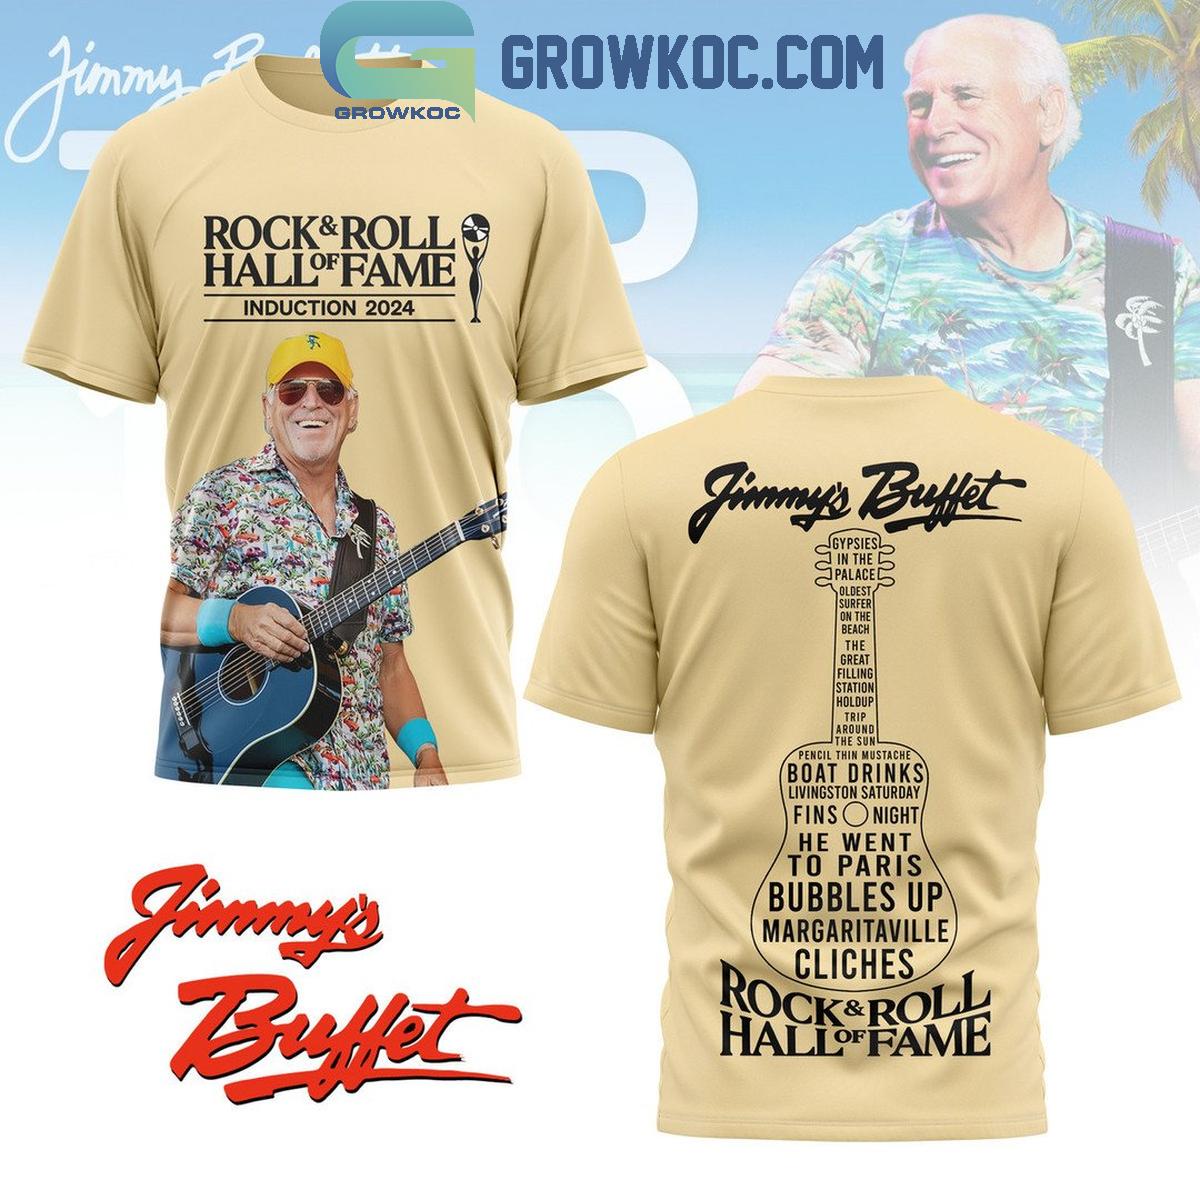 Jimmy Buffett
GROWKOC
GROWKOC.COM
ROCK & ROLL
HALL OF FAME
INDUCTION 2024
Jimmy's Buffet
GYPSIES
IN THE
PALACE
OLDEST
SURFER
ON THE
BEACH
THE
GREAT
FILLING
STATION
HOLDUP
TRIP
AROUND
THE SUN
PENCIL THIN MUSTACHE
BOAT DRINKS
LIVINGSTON SATURDAY
FINS NIGHT
HE WENT
TO PARIS
BUBBLES UP
MARGARITAVILLE
CLICHES
ROCK & ROLL
HALL OF FAME
Jimmy's
Buffet